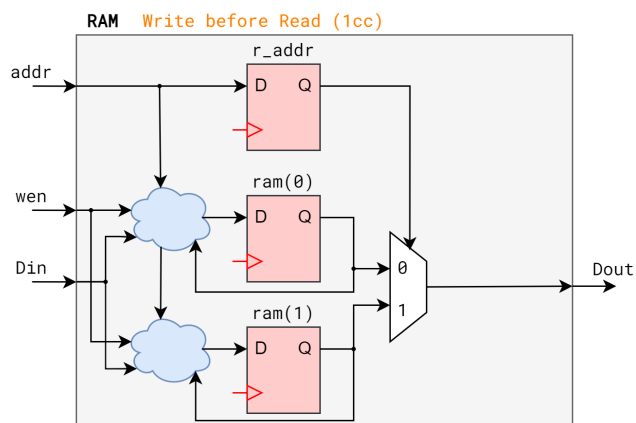 RAM Write before Read (1cc)
r_addr
addr
D Q
ram(0)
wen
D Q
Din
0
Dout
ram(1)
1
D Q